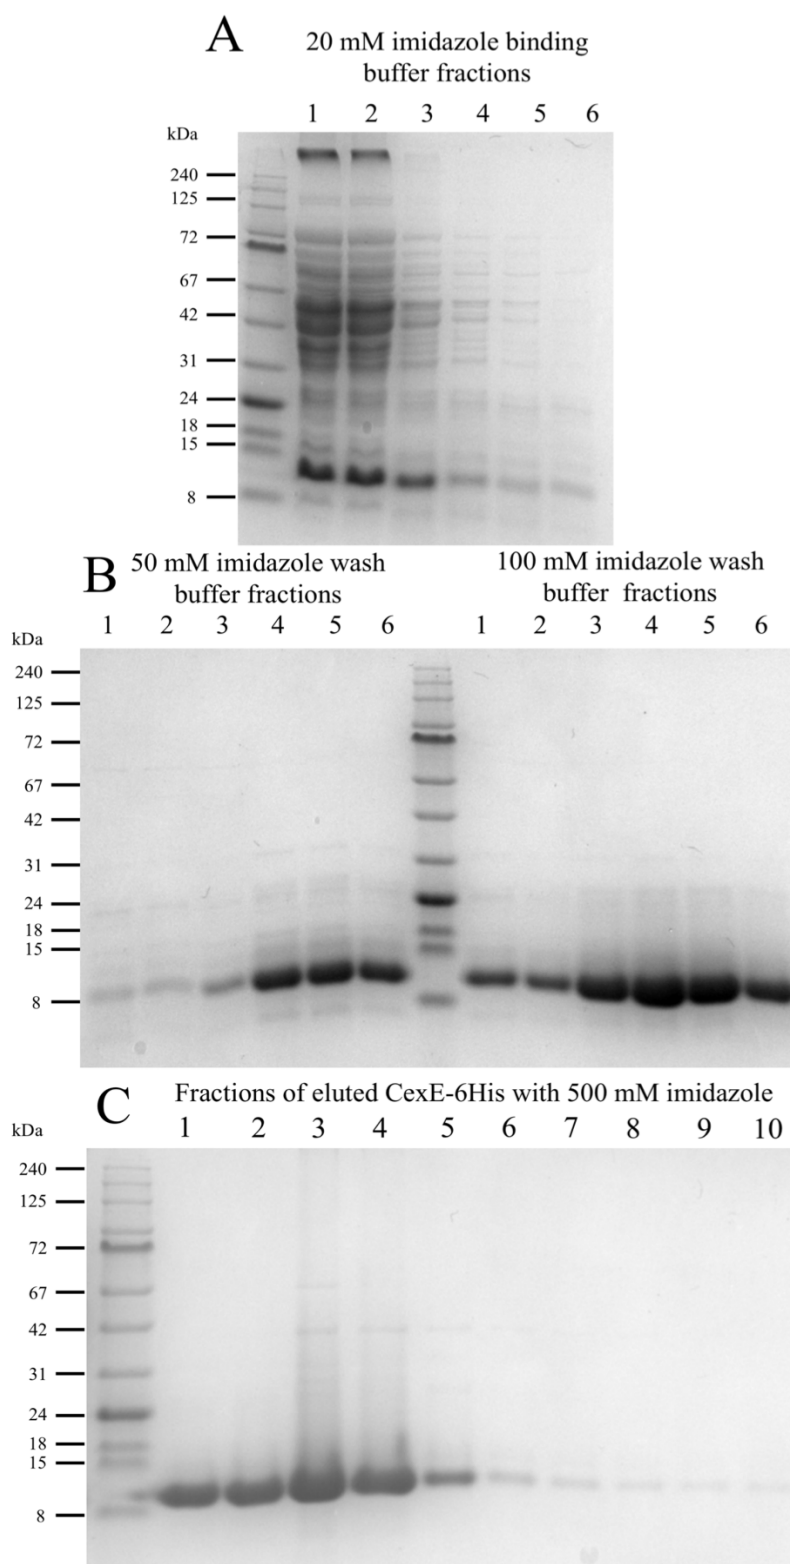 A
20 mM imidazole binding
buffer fractions
1 2 3 4 5 6
kDa
240
125
72
67
42
31
24
18
15
8
B
50 mM imidazole wash
buffer fractions
100 mM imidazole wash
buffer fractions
1 2 3 4 5 6 1 2 3 4 5 6
kDa
240
125
72
67
42
31
24
18
15
8
C
Fractions of eluted CexE-6His with 500 mM imidazole
1 2 3 4 5 6 7 8 9 10
kDa
240
125
72
67
42
31
24
18
15
8